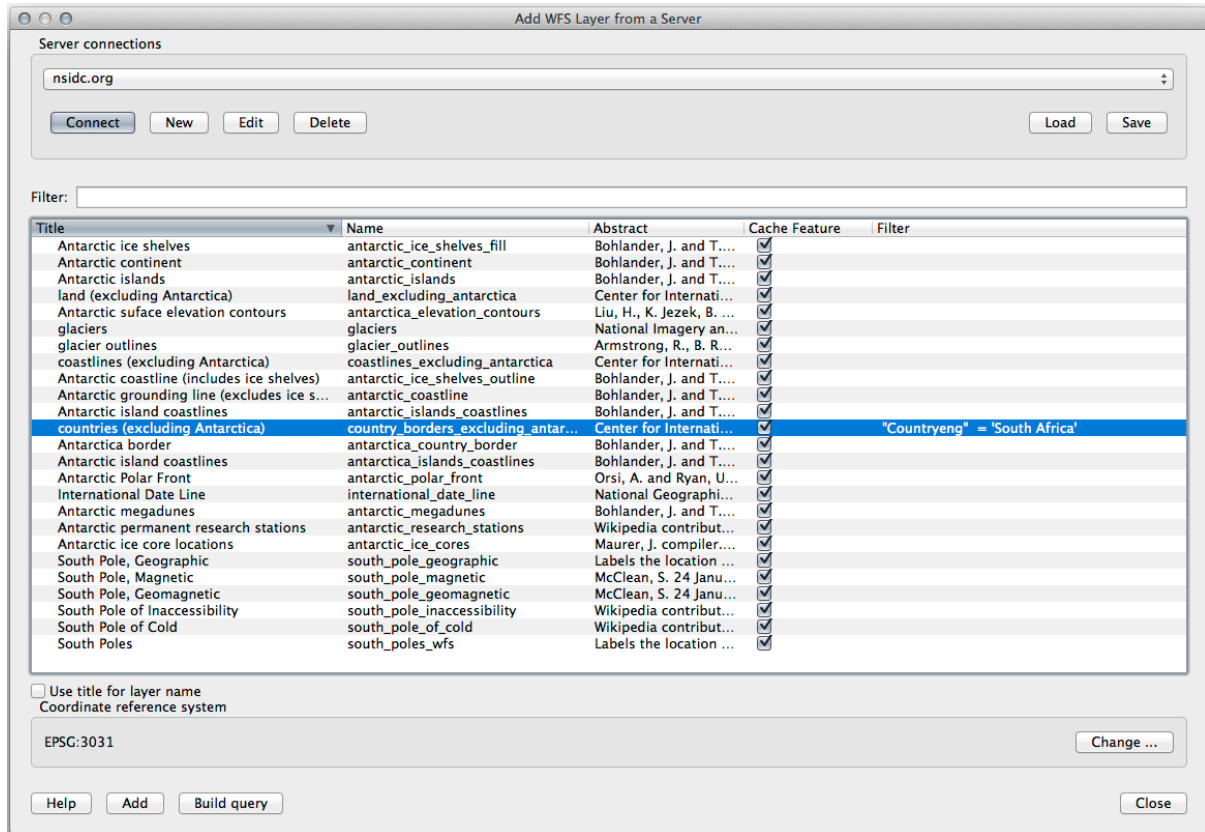 Add WFS Layer from a Server
Server connections
nsidc.org
Connect New Edit Delete Load Save
Filter:
Title Name Abstract Cache Feature Filter
Antarctic ice shelves antarctic_ice_shelves_fill Bohlander, J. and T....
Antarctic continent antarctic_continent Bohlander, J. and T....
Antarctic islands antarctic_islands Bohlander, J. and T....
land (excluding Antarctica) land_excluding_antarctica Center for Internati...
Antarctic suface elevation contours antarctica_elevation_contours Liu, H., K. Jezek, B. ...
glaciers glaciers National Imagery an...
glacier outlines glacier_outlines Armstrong, R., B. R...
coastlines (excluding Antarctica) coastlines_excluding_antarctica Center for Internati...
Antarctic coastline (includes ice shelves) antarctic_ice_shelves_outline Bohlander, J. and T....
Antarctic grounding line (excludes ice s... antarctic_coastline Bohlander, J. and T....
Antarctic island coastlines antarctic_islands_coastlines Bohlander, J. and T....
countries (excluding Antarctica) country_borders_excluding_antar... Center for Internati... "Countryeng" = 'South Africa'
Antarctica border antarctica_country_border Bohlander, J. and T....
Antarctic island coastlines antarctica_islands_coastlines Bohlander, J. and T....
Antarctic Polar Front antarctic_polar_front Orsi, A. and Ryan, U...
International Date Line international_date_line National Geographi...
Antarctic megadunes antarctic_megadunes Bohlander, J. and T....
Antarctic permanent research stations antarctic_research_stations Wikipedia contribut...
Antarctic ice core locations antarctic_ice_cores Maurer, J. compiler....
South Pole, Geographic south_pole_geographic Labels the location ...
South Pole, Magnetic south_pole_magnetic McClean, S. 24 Janu...
South Pole, Geomagnetic south_pole_geomagnetic McClean, S. 24 Janu...
South Pole of Inaccessibility south_pole_inaccessibility Wikipedia contribut...
South Pole of Cold south_pole_of_cold Wikipedia contribut...
South Poles south_poles_wfs Labels the location ...
Use title for layer name
Coordinate reference system
EPSG:3031 Change ...
Help Add Build query Close